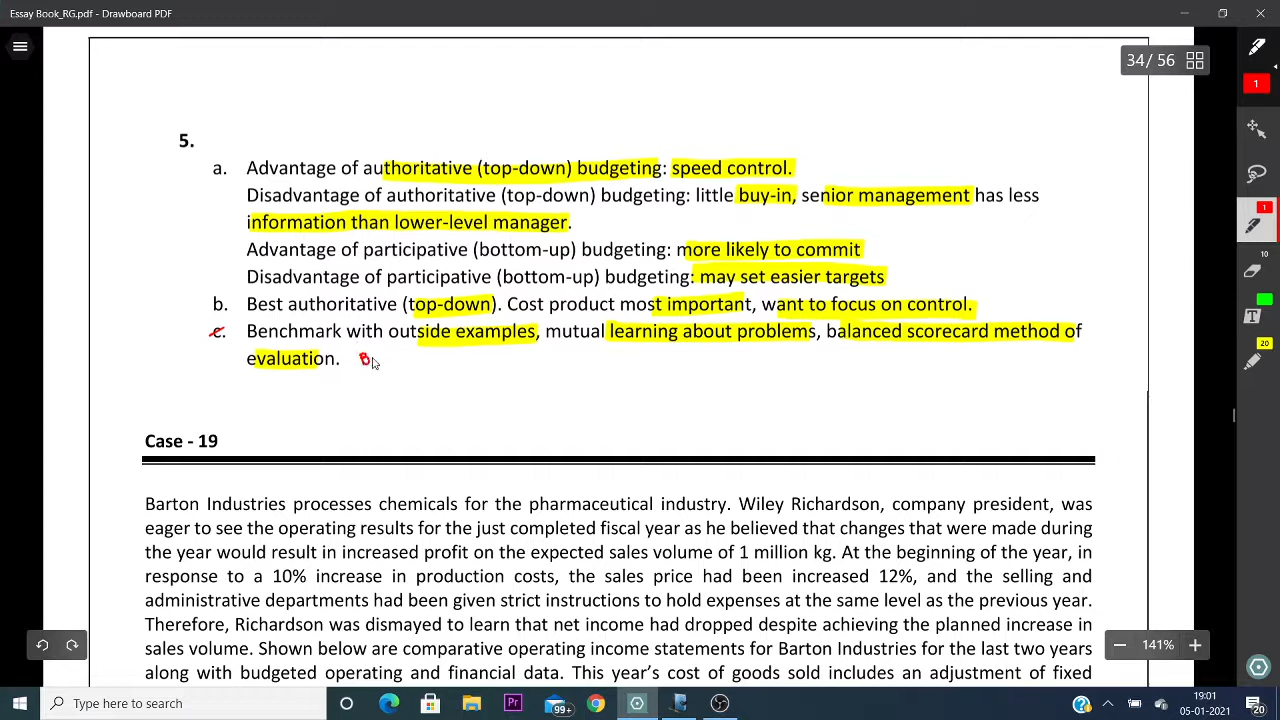 Essay Book_RG.pdf - Drawboard PDF
34/ 56
1
5.
a. Advantage of authoritative (top-down) budgeting: speed control.
Disadvantage of authoritative (top-down) budgeting: little buy-in, senior management has less
information than lower-level manager.
Advantage of participative (bottom-up) budgeting: more likely to commit
Disadvantage of participative (bottom-up) budgeting: may set easier targets
b. Best authoritative (top-down). Cost product most important, want to focus on control.
c. Benchmark with outside examples, mutual learning about problems, balanced scorecard method of
evaluation. B
1
10
20
Case - 19
Barton Industries processes chemicals for the pharmaceutical industry. Wiley Richardson, company president, was
eager to see the operating results for the just completed fiscal year as he believed that changes that were made during
the year would result in increased profit on the expected sales volume of 1 million kg. At the beginning of the year, in
response to a 10% increase in production costs, the sales price had been increased 12%, and the selling and
administrative departments had been given strict instructions to hold expenses at the same level as the previous year.
Therefore, Richardson was dismayed to learn that net income had dropped despite achieving the planned increase in
sales volume. Shown below are comparative operating income statements for Barton Industries for the last two years
along with budgeted operating and financial data. This year's cost of goods sold includes an adjustment of fixed
141%
Type here to search
Pr
99+
ENG
19:01
05-01-2021
20